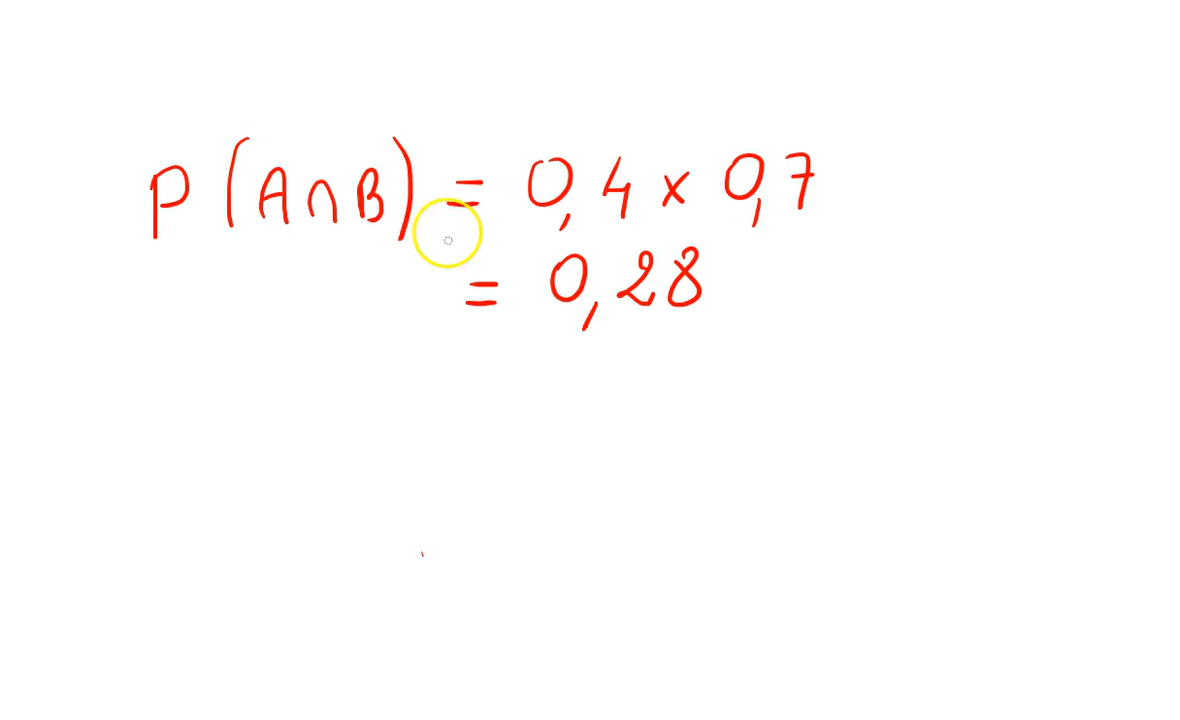 P (A ∩ B) = 0,4 × 0,7
= 0,28